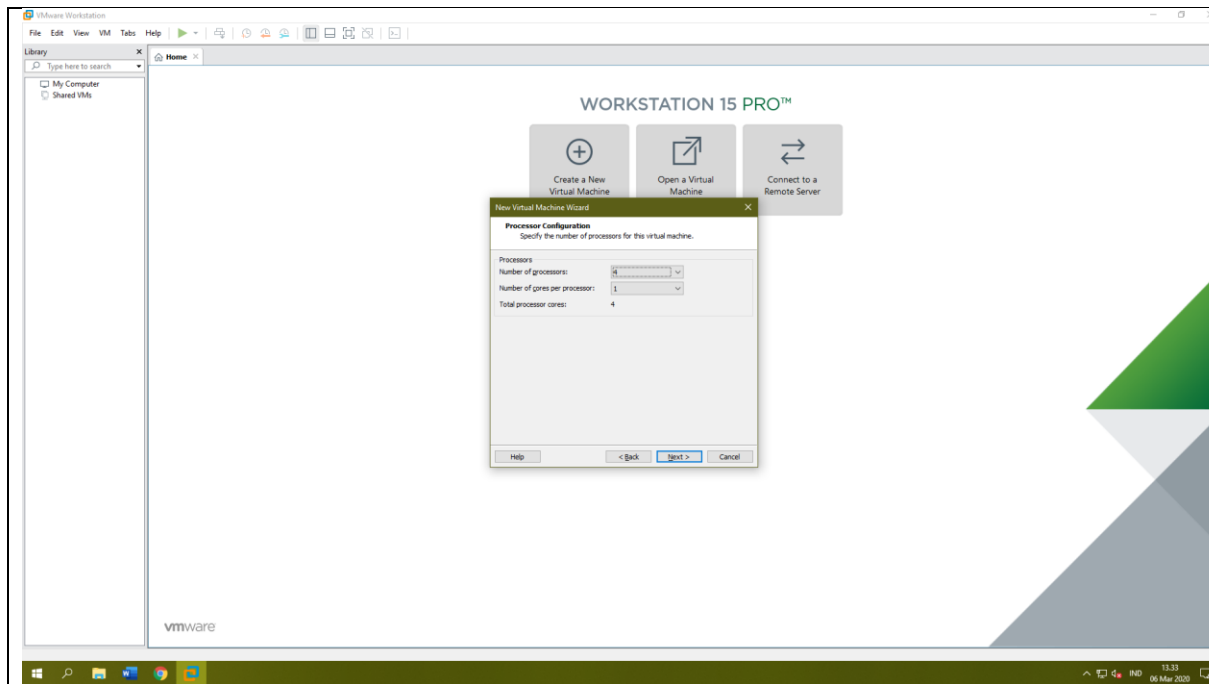 VMware Workstation
File Edit View VM Tabs Help
Library
Type here to search
My Computer
Shared VMs
Home
WORKSTATION 15 PRO™
Create a New
Virtual Machine
Open a Virtual
Machine
Connect to a
Remote Server
New Virtual Machine Wizard
Processor Configuration
Specify the number of processors for this virtual machine.
Processors
Number of processors: 4
Number of cores per processor: 1
Total processor cores: 4
Help < Back Next > Cancel
vmware
IND
13.33
06 Mar 2020